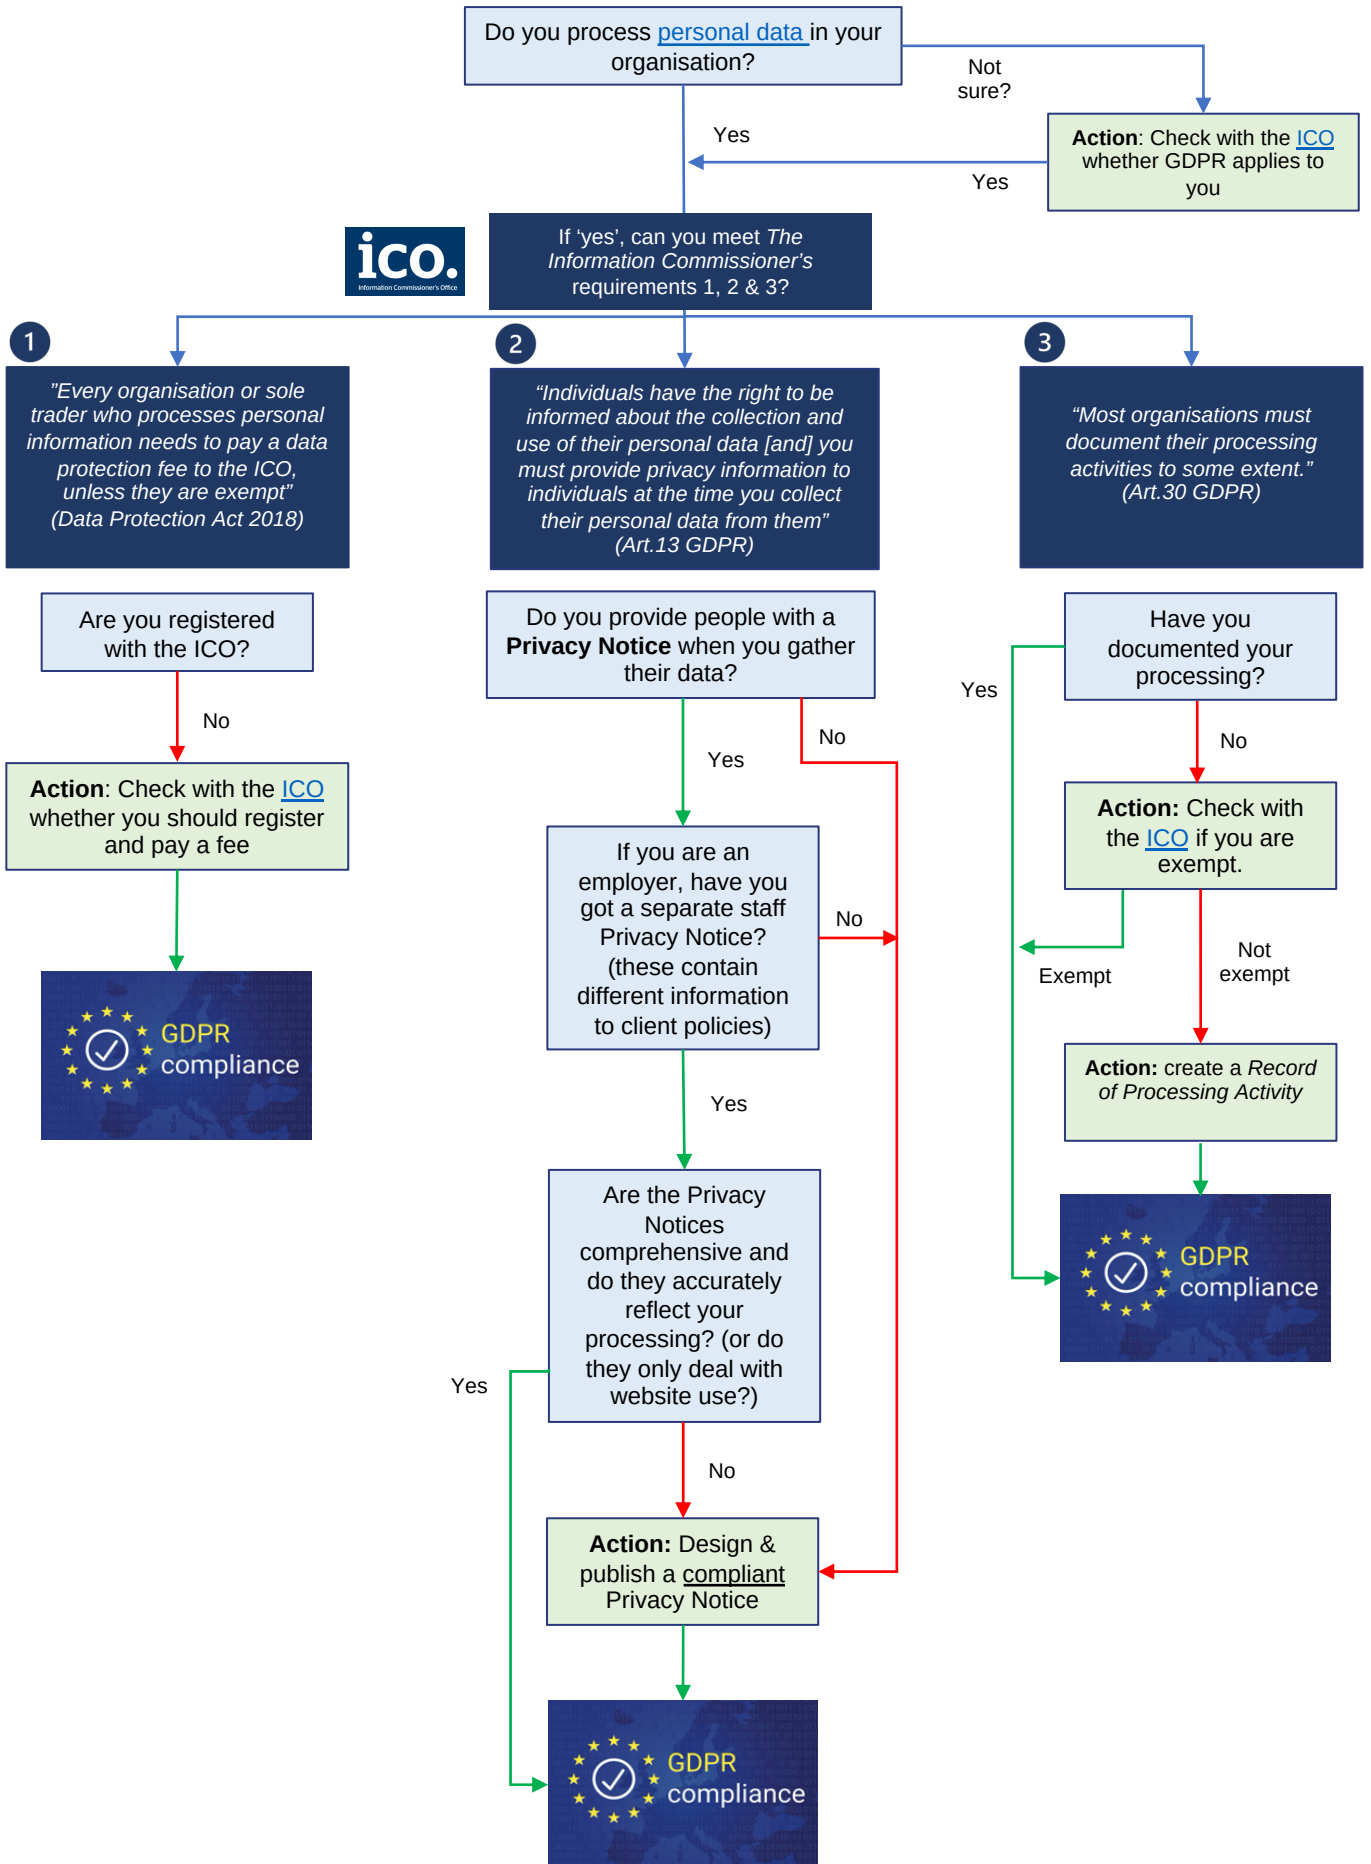 Do you process personal data in your
organisation?
Not
sure?
Yes
Action: Check with the ICO
whether GDPR applies to
you
Yes
ico.
Information Commissioner's Office
If ‘yes’, can you meet The
Information Commissioner’s
requirements 1, 2 & 3?
1
”Every organisation or sole
trader who processes personal
information needs to pay a data
protection fee to the ICO,
unless they are exempt”
(Data Protection Act 2018)
2
“Individuals have the right to be
informed about the collection and
use of their personal data [and] you
must provide privacy information to
individuals at the time you collect
their personal data from them”
(Art.13 GDPR)
3
“Most organisations must
document their processing
activities to some extent.”
(Art.30 GDPR)
Are you registered
with the ICO?
No
Action: Check with the ICO
whether you should register
and pay a fee
GDPR
compliance
Do you provide people with a
Privacy Notice when you gather
their data?
Yes
No
If you are an
employer, have you
got a separate staff
Privacy Notice?
(these contain
different information
to client policies)
No
Yes
Are the Privacy
Notices
comprehensive and
do they accurately
reflect your
processing? (or do
they only deal with
website use?)
Yes
No
Action: Design &
publish a compliant
Privacy Notice
GDPR
compliance
Have you
documented your
processing?
Yes
No
Action: Check with
the ICO if you are
exempt.
Exempt
Not
exempt
Action: create a Record
of Processing Activity
GDPR
compliance